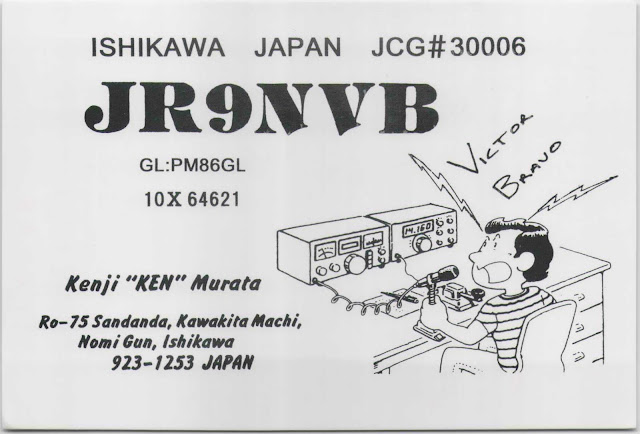 ISHIKAWA JAPAN JCG#30006
JR9NVB
GL:PM86GL
10X 64621
VICTOR
BRAVO
14.160
Kenji "KEN" Murata
Ro-75 Sandanda, Kawakita Machi,
Nomi Gun, Ishikawa
923-1253 JAPAN